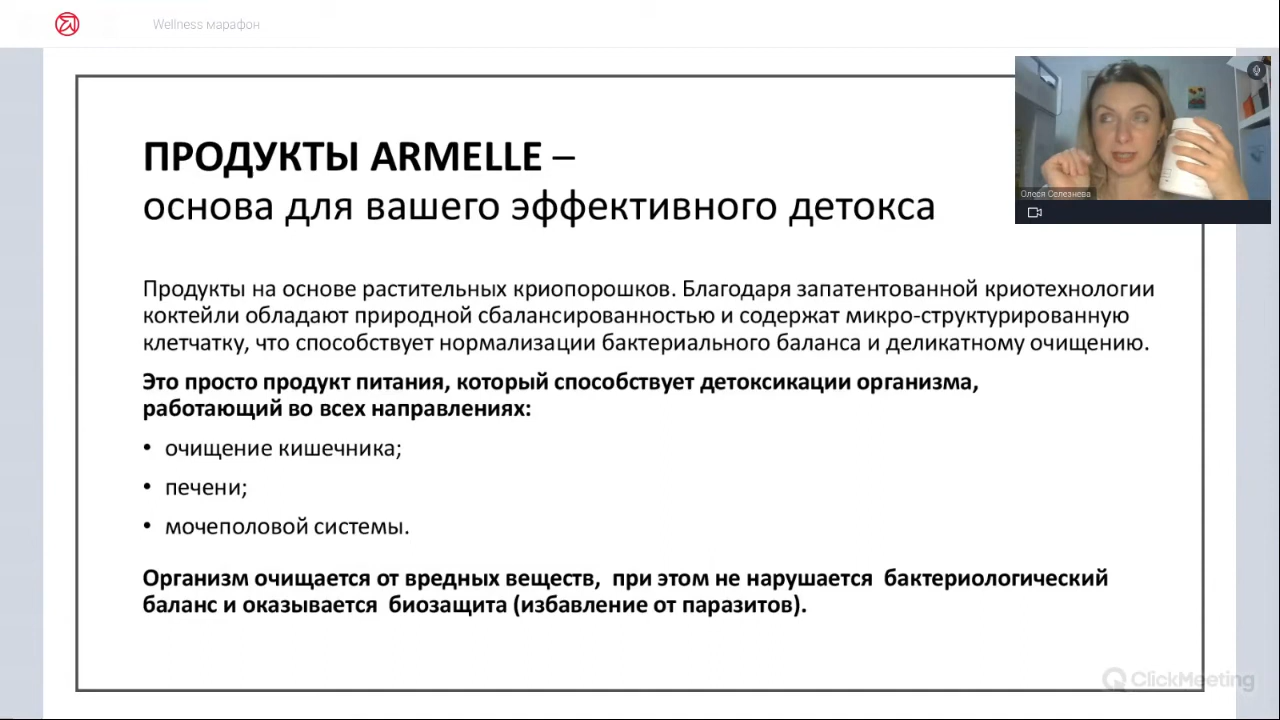 Wellness марафон
ПРОДУКТЫ ARMELLE –
основа для вашего эффективного детокса
Олеся Селезнева
Продукты на основе растительных криопорошков. Благодаря запатентованной криотехнологии
коктейли обладают природной сбалансированностью и содержат микро-структурированную
клетчатку, что способствует нормализации бактериального баланса и деликатному очищению.
Это просто продукт питания, который способствует детоксикации организма,
работающий во всех направлениях:
• очищение кишечника;
• печени;
• мочеполовой системы.
Организм очищается от вредных веществ, при этом не нарушается бактериологический
баланс и оказывается биозащита (избавление от паразитов).
ClickMeeting